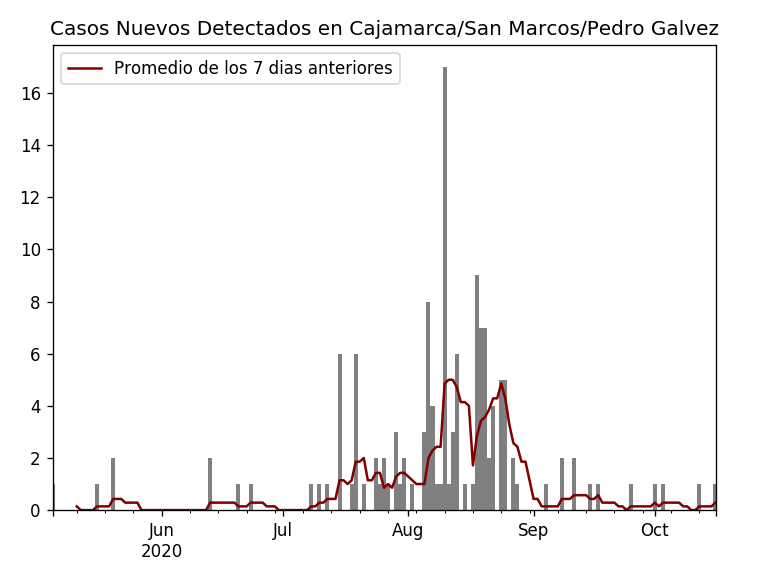 Casos Nuevos Detectados en Cajamarca/San Marcos/Pedro Galvez
Promedio de los 7 dias anteriores
16
14
12
10
8
6
4
2
0
Jun
2020
Jul
Aug
Sep
Oct